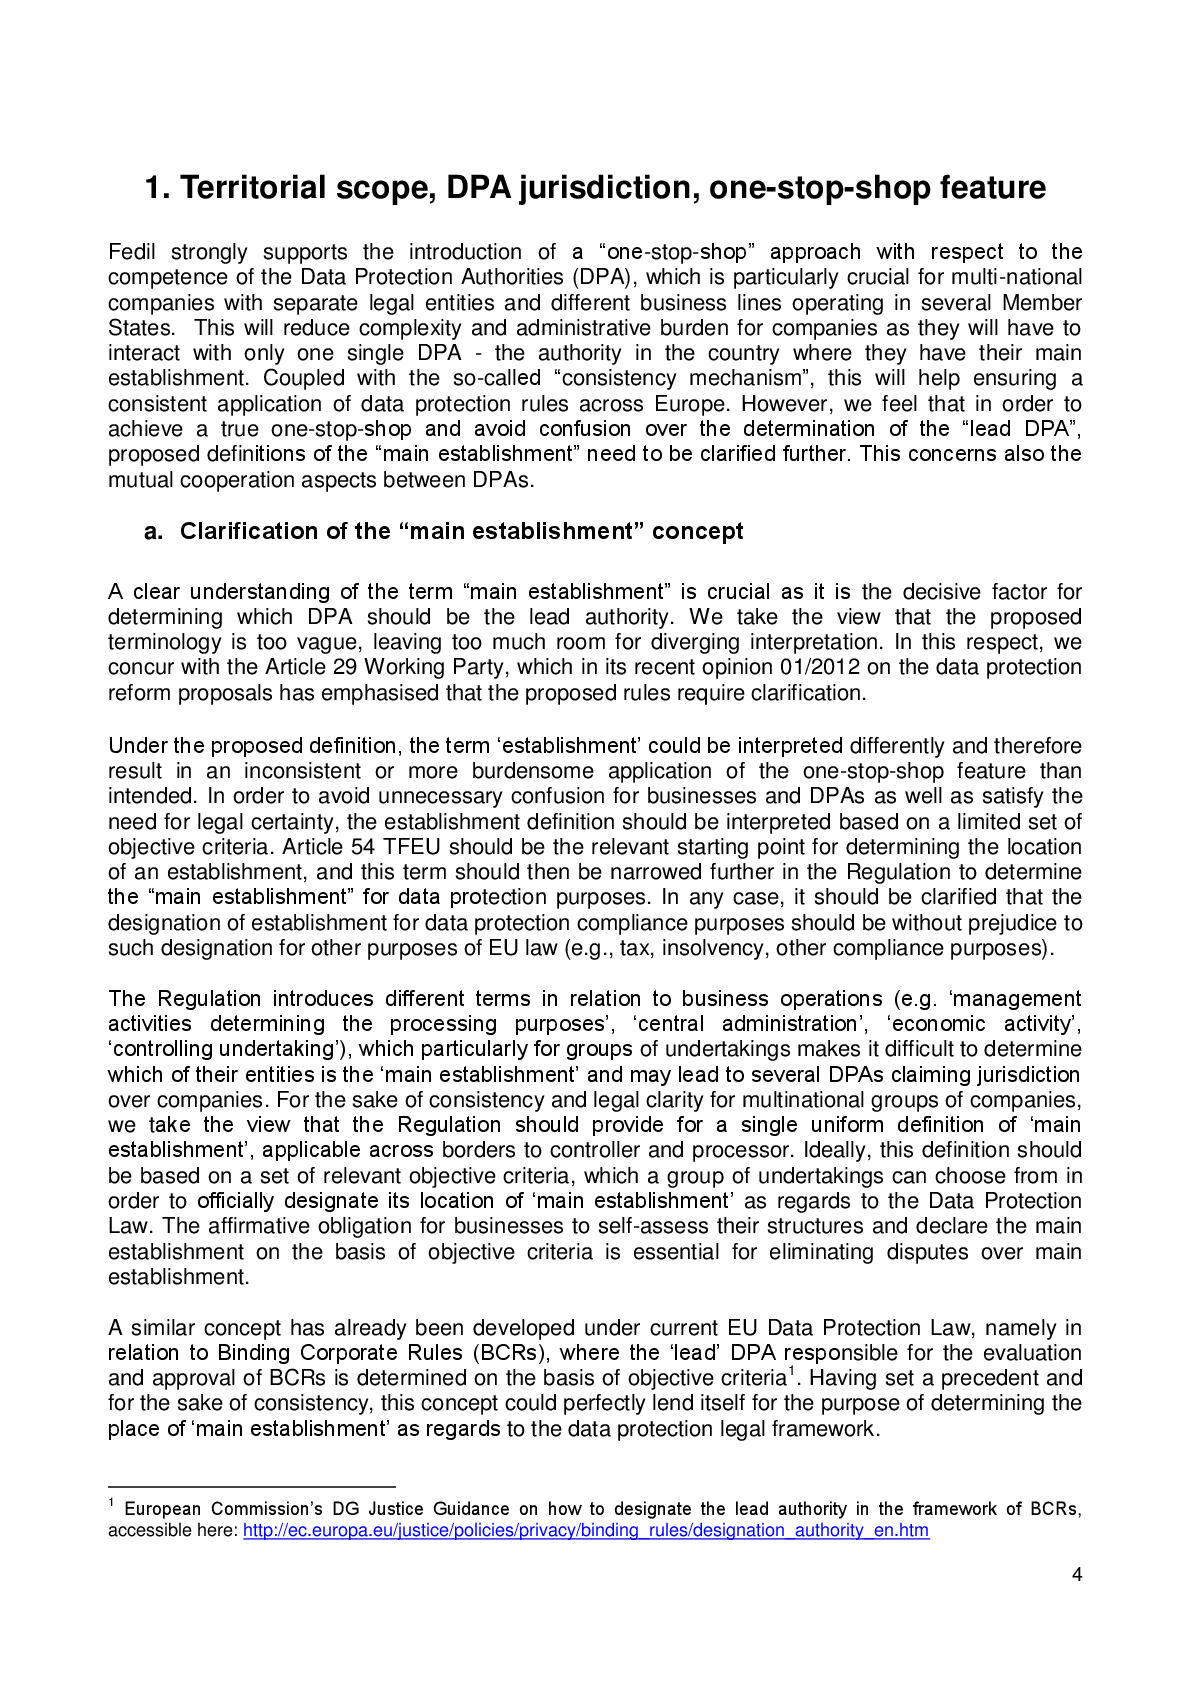 1. Territorial scope, DPA jurisdiction, one-stop-shop feature
Fedil strongly supports the introduction of a “one-stop-shop” approach with respect to the
competence of the Data Protection Authorities (DPA), which is particularly crucial for multi-national
companies with separate legal entities and different business lines operating in several Member
States.  This will reduce complexity and administrative burden for companies as they will have to
interact with only one single DPA - the authority in the country where they have their main
establishment. Coupled with the so-called “consistency mechanism”, this will help ensuring a
consistent application of data protection rules across Europe. However, we feel that in order to
achieve a true one-stop-shop and avoid confusion over the determination of the “lead DPA”,
proposed definitions of the “main establishment” need to be clarified further. This concerns also the
mutual cooperation aspects between DPAs.
a. Clarification of the “main establishment” concept
A clear understanding of the term “main establishment” is crucial as it is the decisive factor for
determining which DPA should be the lead authority. We take the view that the proposed
terminology is too vague, leaving too much room for diverging interpretation. In this respect, we
concur with the Article 29 Working Party, which in its recent opinion 01/2012 on the data protection
reform proposals has emphasised that the proposed rules require clarification.
Under the proposed definition, the term ‘establishment’ could be interpreted differently and therefore
result in an inconsistent or more burdensome application of the one-stop-shop feature than
intended. In order to avoid unnecessary confusion for businesses and DPAs as well as satisfy the
need for legal certainty, the establishment definition should be interpreted based on a limited set of
objective criteria. Article 54 TFEU should be the relevant starting point for determining the location
of an establishment, and this term should then be narrowed further in the Regulation to determine
the “main establishment” for data protection purposes. In any case, it should be clarified that the
designation of establishment for data protection compliance purposes should be without prejudice to
such designation for other purposes of EU law (e.g., tax, insolvency, other compliance purposes).
The Regulation introduces different terms in relation to business operations (e.g. ‘management
activities determining the processing purposes’, ‘central administration’, ‘economic activity’,
‘controlling undertaking’), which particularly for groups of undertakings makes it difficult to determine
which of their entities is the ‘main establishment’ and may lead to several DPAs claiming jurisdiction
over companies. For the sake of consistency and legal clarity for multinational groups of companies,
we take the view that the Regulation should provide for a single uniform definition of ‘main
establishment’, applicable across borders to controller and processor. Ideally, this definition should
be based on a set of relevant objective criteria, which a group of undertakings can choose from in
order to officially designate its location of ‘main establishment’ as regards to the Data Protection
Law. The affirmative obligation for businesses to self-assess their structures and declare the main
establishment on the basis of objective criteria is essential for eliminating disputes over main
establishment.
A similar concept has already been developed under current EU Data Protection Law, namely in
relation to Binding Corporate Rules (BCRs), where the ‘lead’ DPA responsible for the evaluation
and approval of BCRs is determined on the basis of objective criteria1. Having set a precedent and
for the sake of consistency, this concept could perfectly lend itself for the purpose of determining the
place of ‘main establishment’ as regards to the data protection legal framework.
1 European Commission’s DG Justice Guidance on how to designate the lead authority in the framework of BCRs,
accessible here: http://ec.europa.eu/justice/policies/privacy/binding_rules/designation_authority_en.htm
4